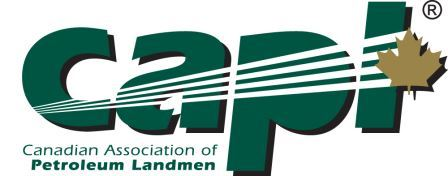 capl®
Canadian Association of
Petroleum Landmen